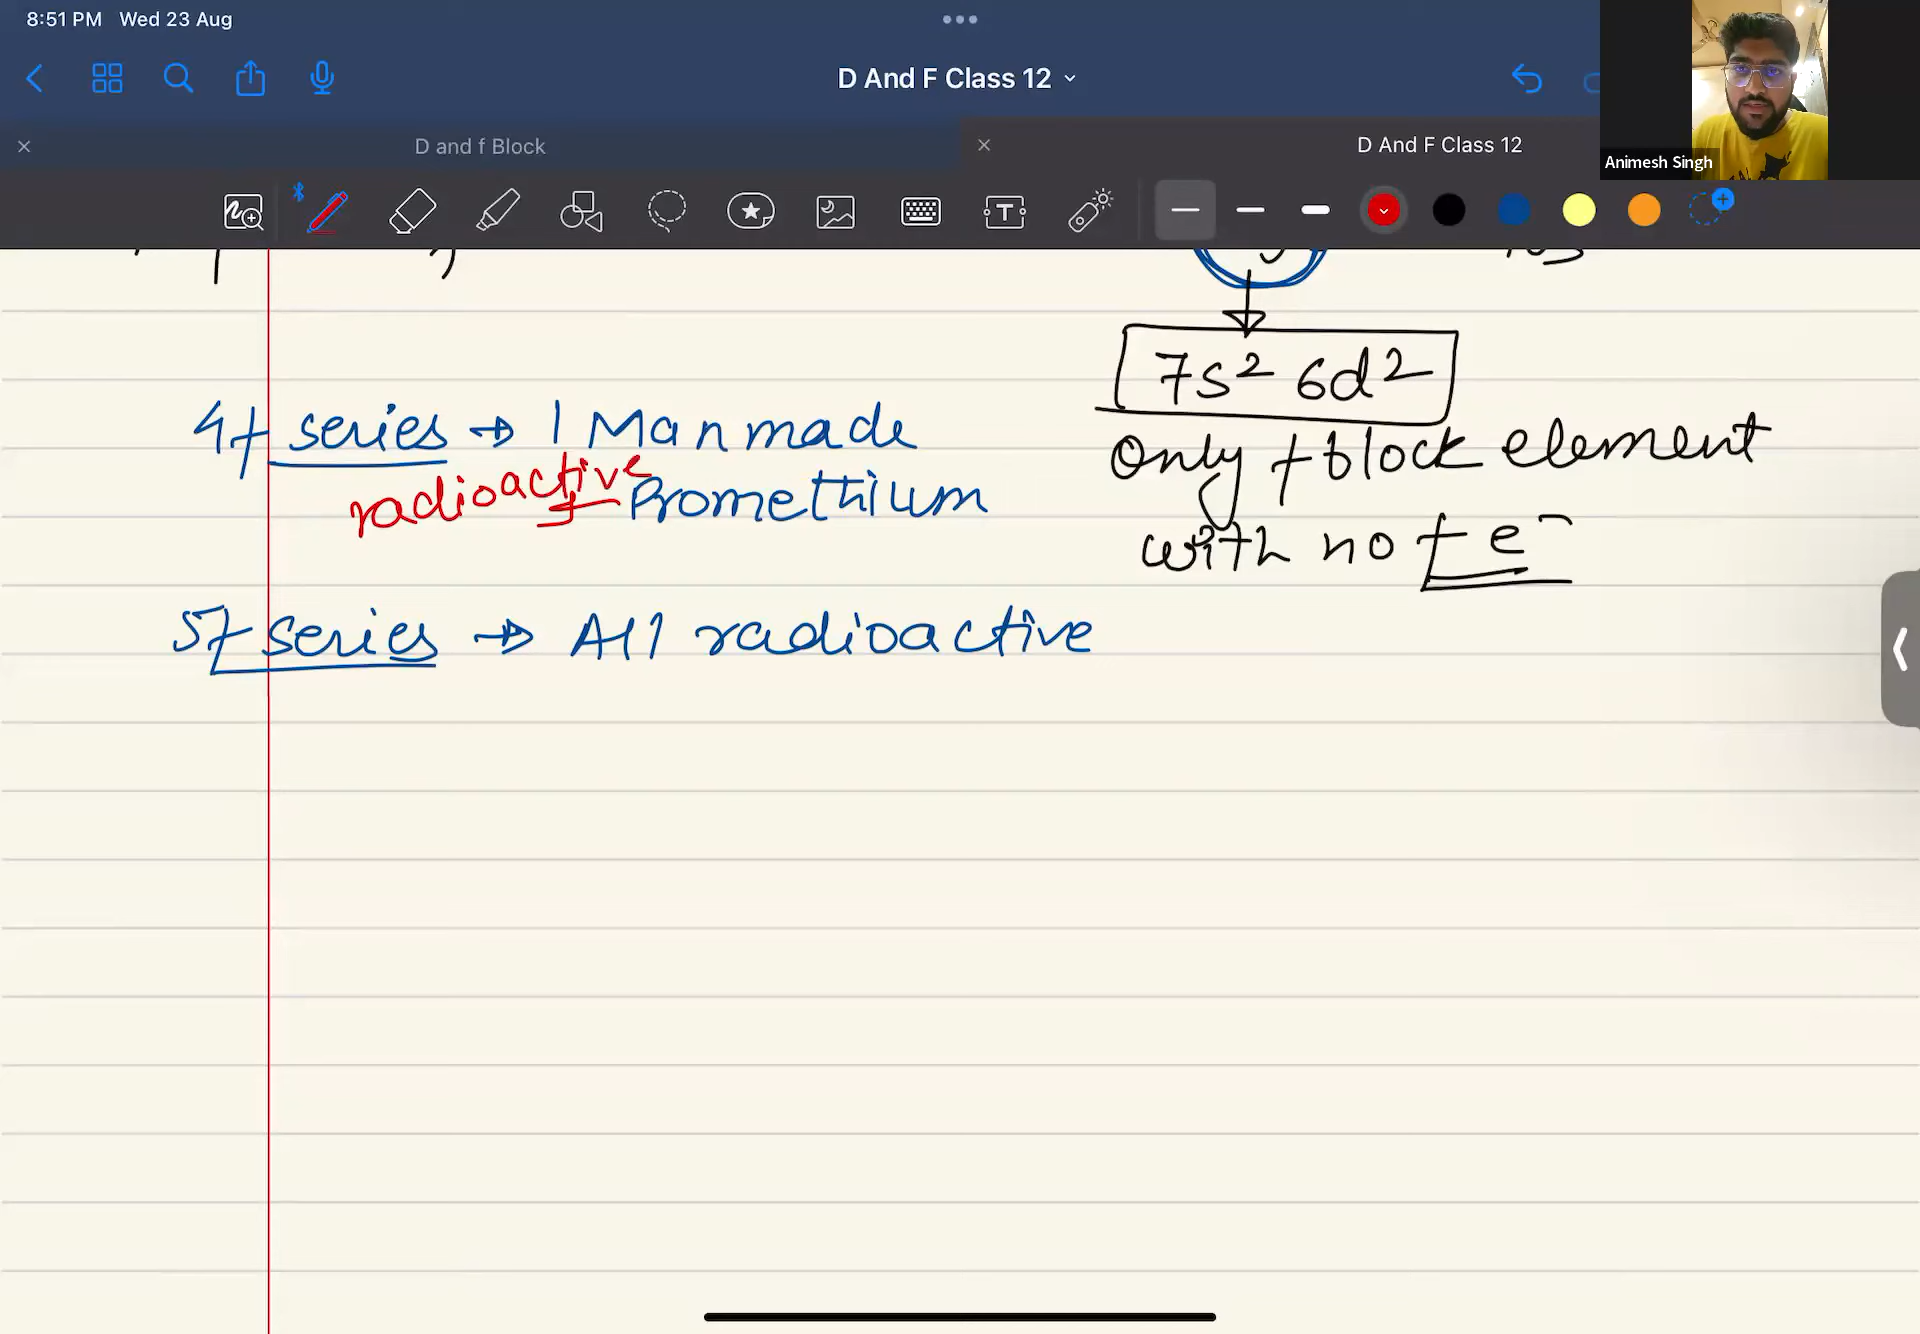 8:51 PM Wed 23 Aug
D And F Class 12
D and f Block
D And F Class 12
Animesh Singh
7s² 6d²
Only f block element
with no f e⁻
4f series → 1 Manmade
radioactive Promethium
5f series → All radioactive